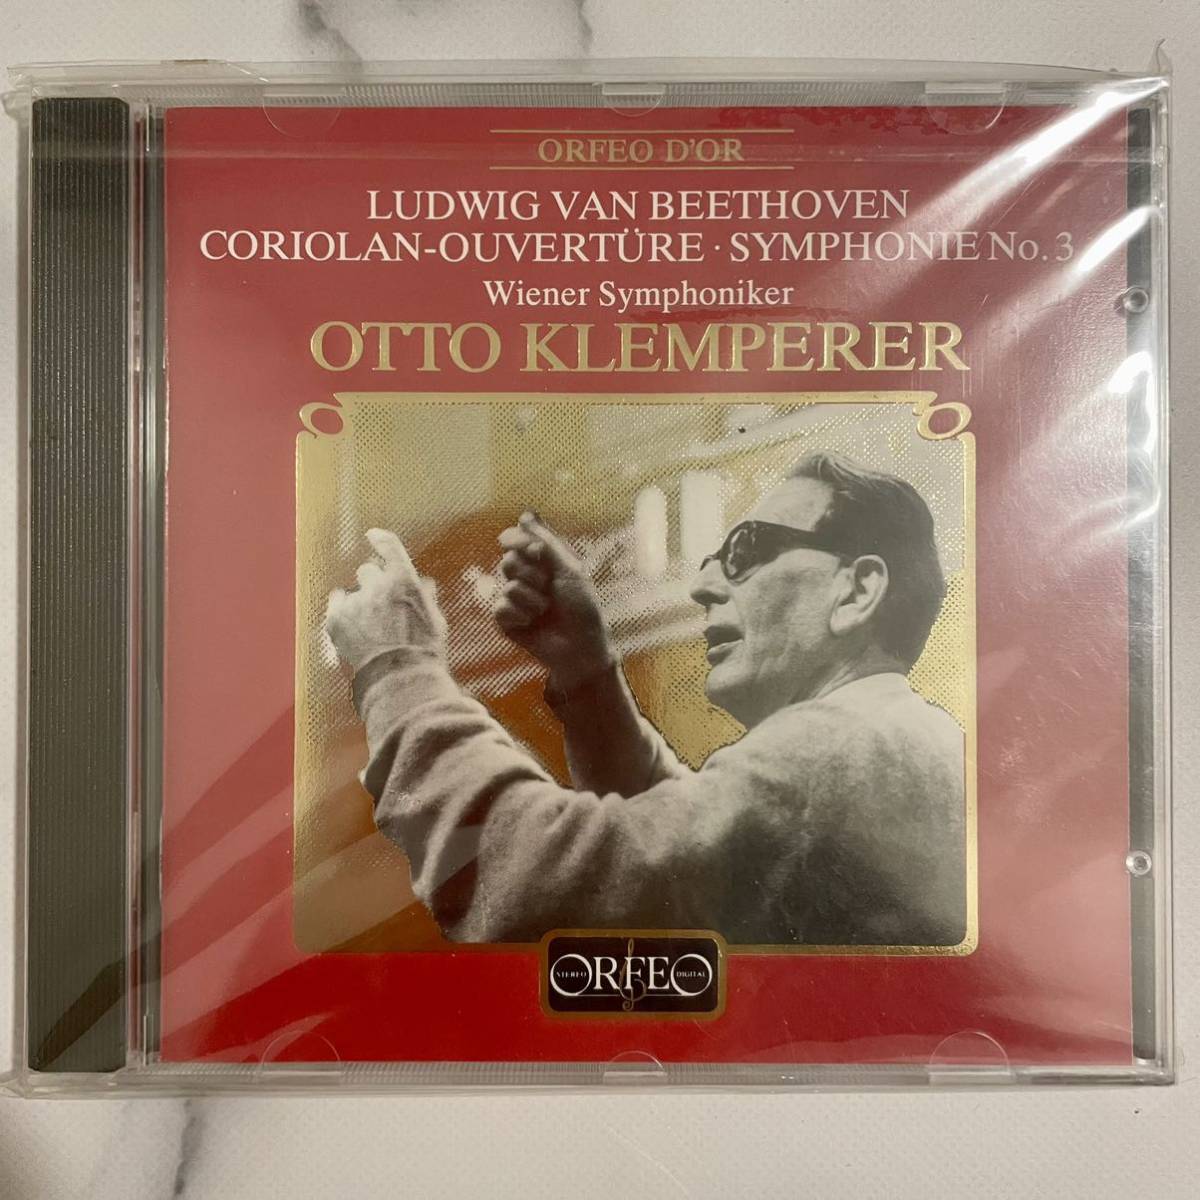 ORFEO D'OR
LUDWIG VAN BEETHOVEN
CORIOLAN-OUVERTÜRE · SYMPHONIE No. 3
Wiener Symphoniker
OTTO KLEMPERER
STEREO ORFEO DIGITAL